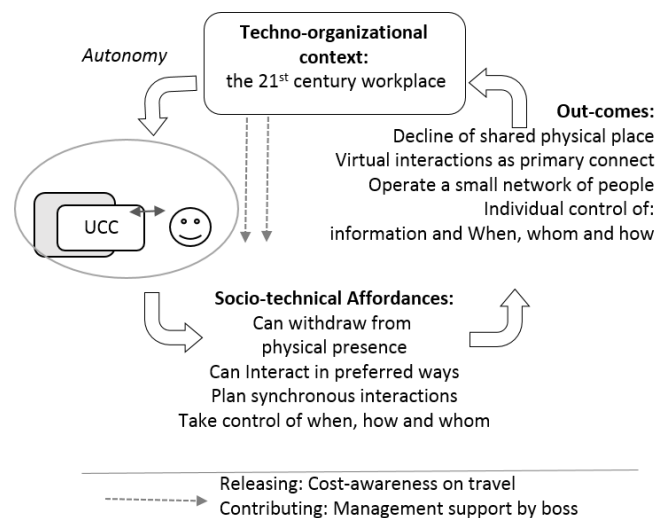 Techno-organizational
context:
the 21st century workplace
Autonomy
UCC
Out-comes:
Decline of shared physical place
Virtual interactions as primary connect
Operate a small network of people
Individual control of:
information and When, whom and how
Socio-technical Affordances:
Can withdraw from
physical presence
Can Interact in preferred ways
Plan synchronous interactions
Take control of when, how and whom
Releasing: Cost-awareness on travel
Contributing: Management support by boss